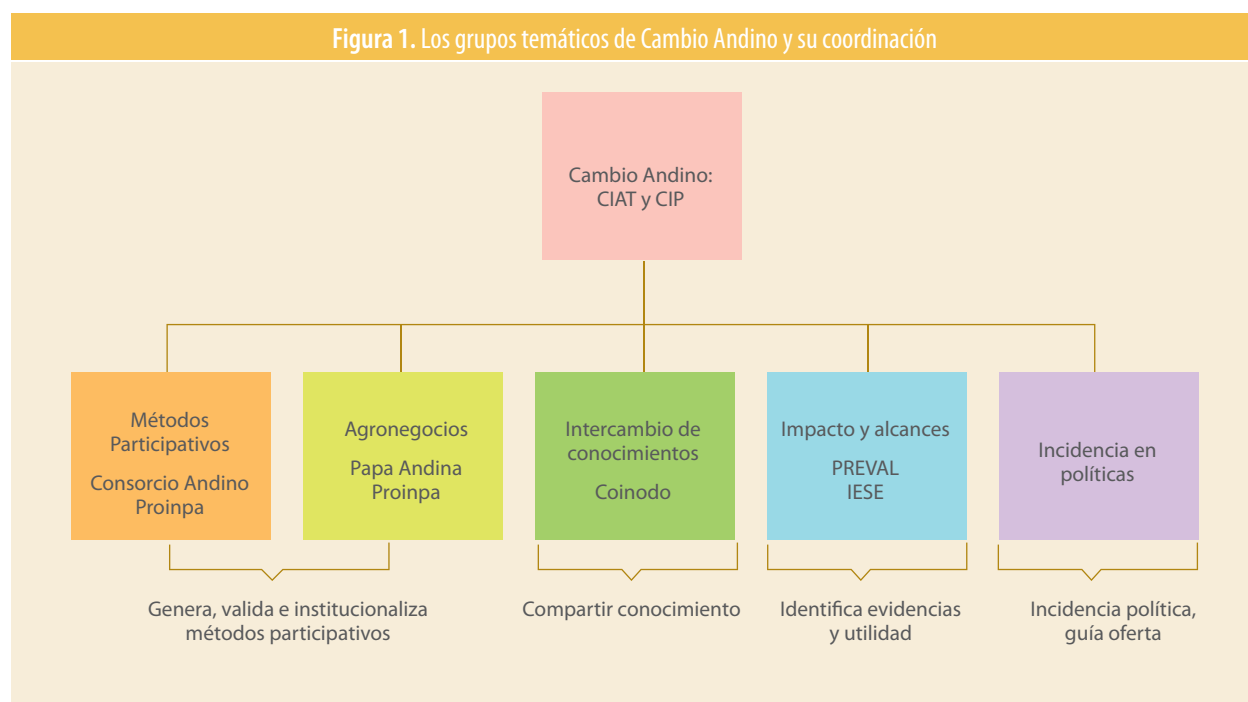 Figura 1. Los grupos temáticos de Cambio Andino y su coordinación
Cambio Andino:
CIAT y CIP
Métodos
Participativos
Consorcio Andino
Proinpa
Agronegocios
Papa Andina
Proinpa
Intercambio de
conocimientos
Coinodo
Impacto y alcances
PREVAL
IESE
Incidencia en
políticas
Genera, valida e institucionaliza
métodos participativos
Compartir conocimiento
Identifica evidencias
y utilidad
Incidencia política,
guía oferta